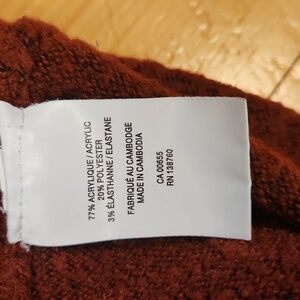 77% ACRYLIQUE / ACRYLIC
20% POLYESTER
3% ÉLASTHANNE / ELASTANE
FABRIQUÉ AU CAMBODGE
MADE IN CAMBODIA
CA 00655
RN 138760